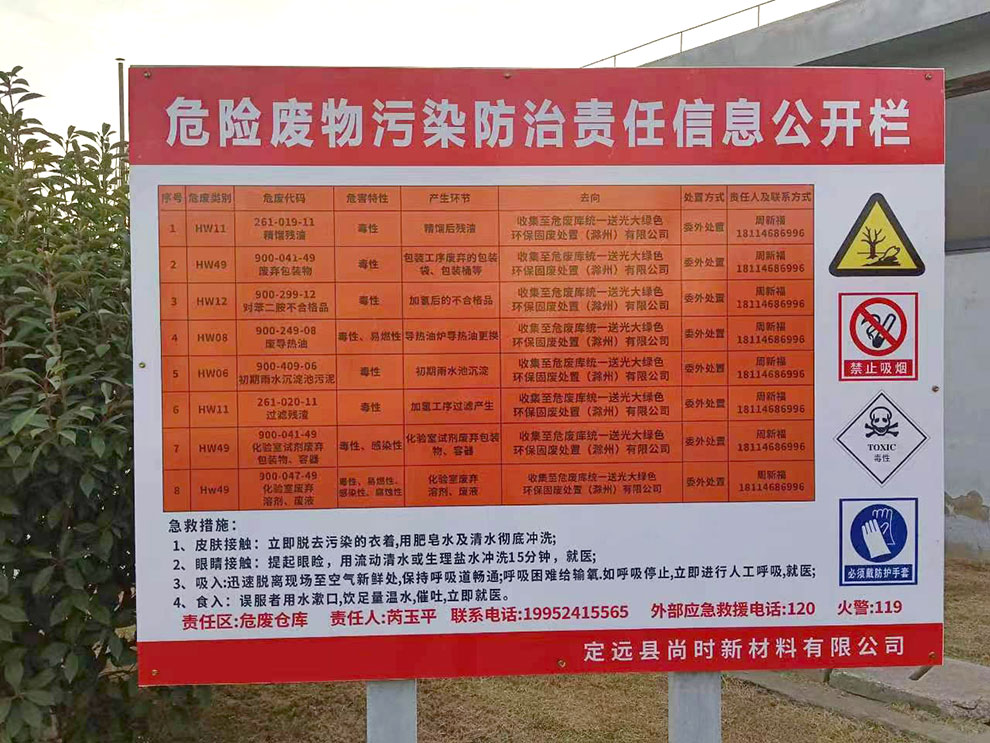 危险废物污染防治责任信息公开栏
序号 危废类别 危废代码 危害特性 产生环节 去向 处置方式 责任人及联系方式
1 HW11 261-019-11 精馏残渣 毒性 精馏后残渣 收集至危废库统一送光大绿色环保固废处置（滁州）有限公司 委外处置 周新福 18114686996
2 HW49 900-041-49 废弃包装物 毒性 包装工序废弃的包装袋、包装桶等 收集至危废库统一送光大绿色环保固废处置（滁州）有限公司 委外处置 周新福 18114686996
3 HW12 900-299-12 对苯二胺不合格品 毒性 加氢后的不合格品 收集至危废库统一送光大绿色环保固废处置（滁州）有限公司 委外处置 周新福 18114686996
4 HW08 900-249-08 废导热油 毒性、易燃性 导热油炉导热油更换 收集至危废库统一送光大绿色环保固废处置（滁州）有限公司 委外处置 周新福 18114686996
5 HW06 900-409-06 初期雨水沉淀池污泥 毒性 初期雨水池沉淀 收集至危废库统一送光大绿色环保固废处置（滁州）有限公司 委外处置 周新福 18114686996
6 HW11 261-020-11 过滤残渣 毒性 加氢工序过滤产生 收集至危废库统一送光大绿色环保固废处置（滁州）有限公司 委外处置 周新福 18114686996
7 HW49 900-041-49 化验室试剂废弃包装物、容器 毒性、感染性 化验室试剂废弃包装物、容器 收集至危废库统一送光大绿色环保固废处置（滁州）有限公司 委外处置 周新福 18114686996
8 Hw49 900-047-49 化验室废弃溶剂、废液 毒性、易燃性、感染性、腐蚀性 化验室废弃溶剂、废液 收集至危废库统一送光大绿色环保固废处置（滁州）有限公司 委外处置 周新福 18114686996
禁止吸烟
TOXIC
毒性
必须戴防护手套
急救措施：
1、皮肤接触：立即脱去污染的衣着,用肥皂水及清水彻底冲洗;
2、眼睛接触：提起眼睑，用流动清水或生理盐水冲洗15分钟，就医;
3、吸入:迅速脱离现场至空气新鲜处,保持呼吸道畅通;呼吸困难给输氧.如呼吸停止,立即进行人工呼吸,就医;
4、食入：误服者用水漱口,饮足量温水,催吐,立即就医。
责任区:危废仓库 责任人:芮玉平 联系电话:19952415565 外部应急救援电话:120 火警:119
定远县尚时新材料有限公司